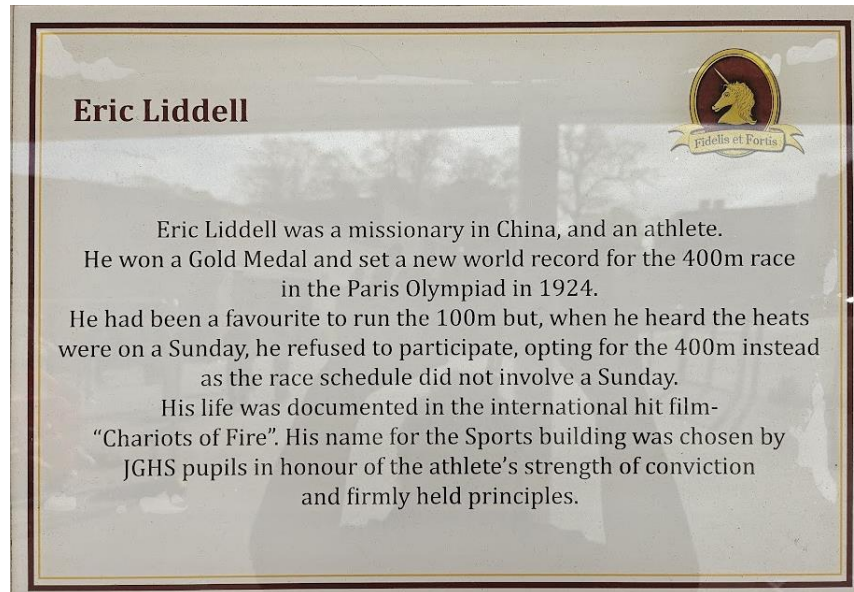 Eric Liddell
Fidelis et Fortis
Eric Liddell was a missionary in China, and an athlete.
He won a Gold Medal and set a new world record for the 400m race
in the Paris Olympiad in 1924.
He had been a favourite to run the 100m but, when he heard the heats
were on a Sunday, he refused to participate, opting for the 400m instead
as the race schedule did not involve a Sunday.
His life was documented in the international hit film-
“Chariots of Fire”. His name for the Sports building was chosen by
JGHS pupils in honour of the athlete’s strength of conviction
and firmly held principles.